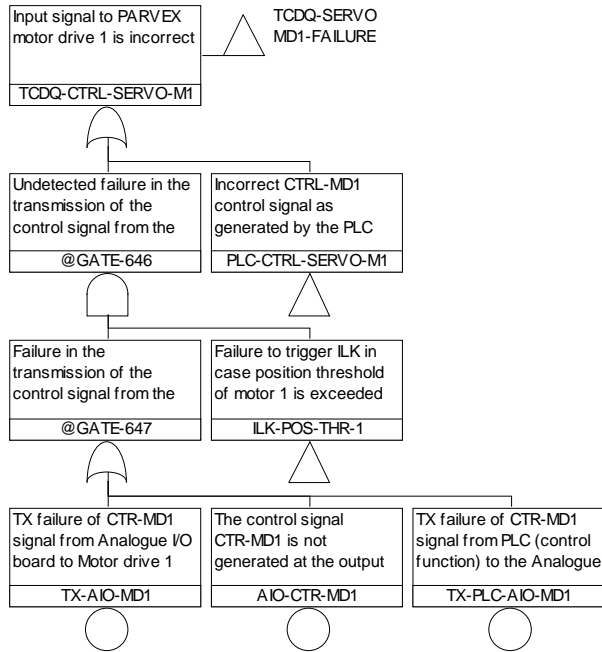 Input signal to PARVEX
motor drive 1 is incorrect
TCDQ-CTRL-SERVO-M1
TCDQ-SERVO
MD1-FAILURE
Undetected failure in the
transmission of the
control signal from the
@GATE-646
Incorrect CTRL-MD1
control signal as
generated by the PLC
PLC-CTRL-SERVO-M1
Failure in the
transmission of the
control signal from the
@GATE-647
Failure to trigger ILK in
case position threshold
of motor 1 is exceeded
ILK-POS-THR-1
TX failure of CTR-MD1
signal from Analogue I/O
board to Motor drive 1
TX-AIO-MD1
The control signal
CTR-MD1 is not
generated at the output
AIO-CTR-MD1
TX failure of CTR-MD1
signal from PLC (control
function) to the Analogue
TX-PLC-AIO-MD1